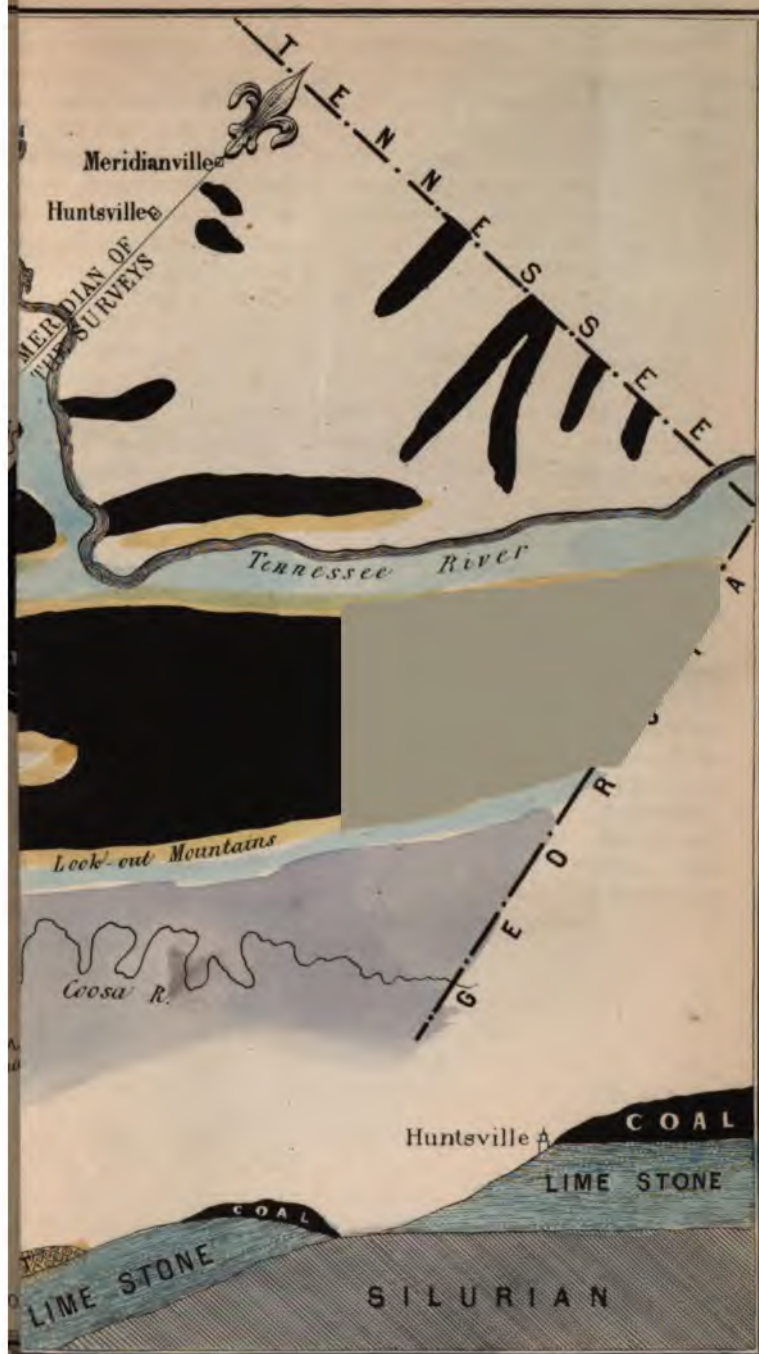 TENNESSEE
Meridianville
Huntsville
MERIDIAN OF
THE SURVEYS
Tennessee River
Look-out Mountains
GEOR
A
Coosa R.
Huntsville
COAL
LIME STONE
COAL
LIME STONE
SILURIAN